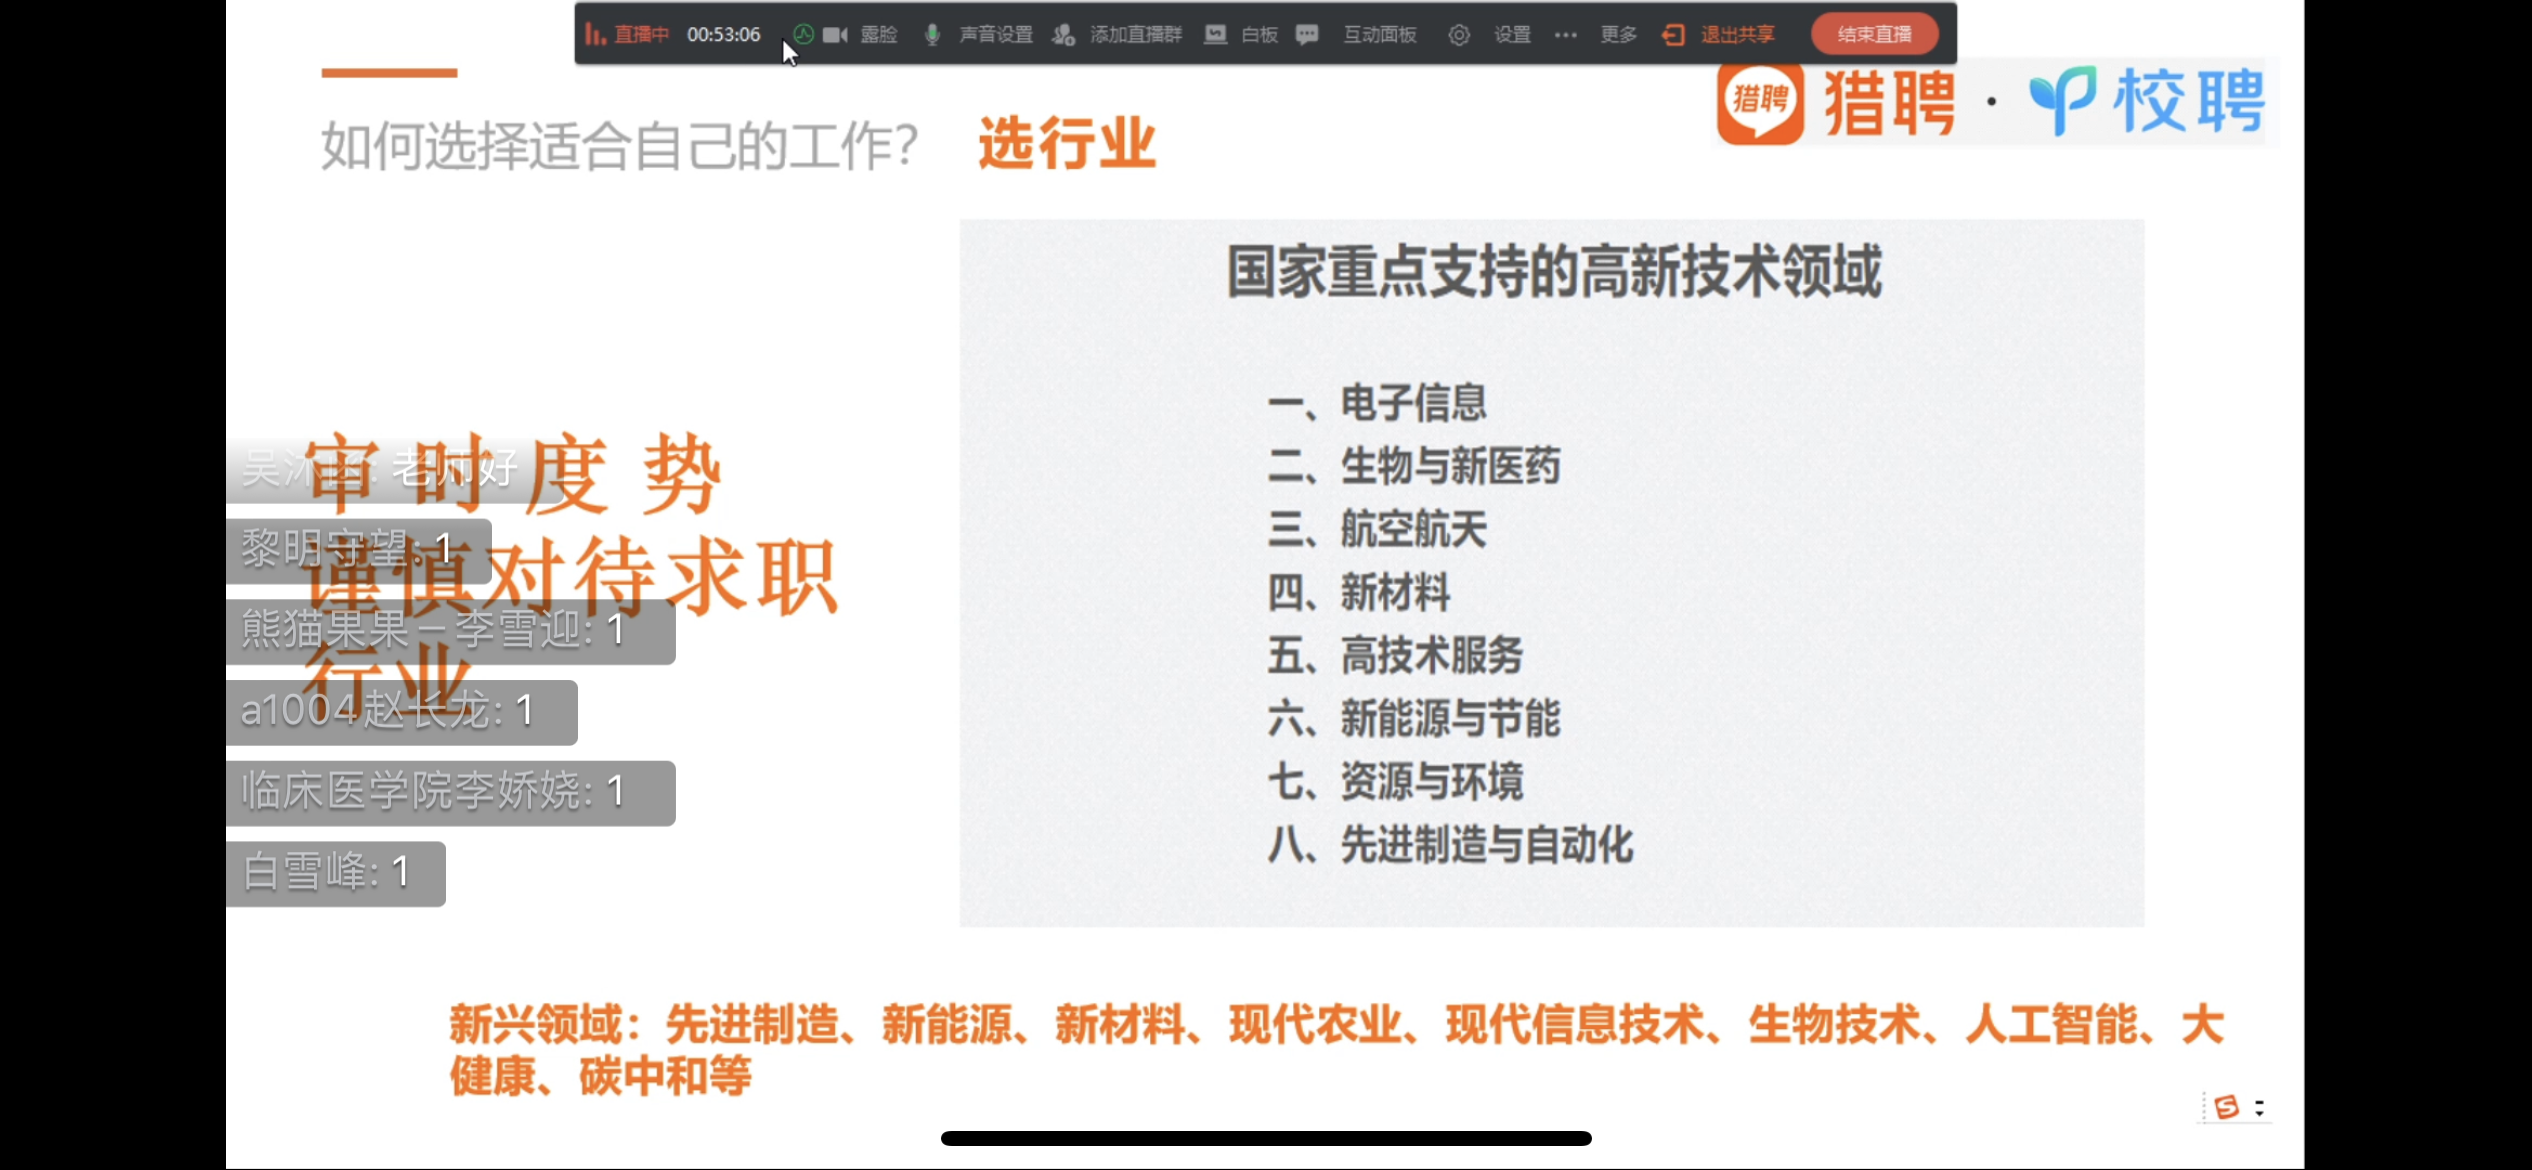 直播中 00:53:06 露脸 声音设置 添加直播群 白板 互动面板 设置 更多 退出共享 结束直播
猎聘 猎聘 · 校聘
如何选择适合自己的工作？ 选行业
国家重点支持的高新技术领域
一、电子信息
二、生物与新医药
三、航空航天
四、新材料
五、高技术服务
六、新能源与节能
七、资源与环境
八、先进制造与自动化
审时度势
谨慎对待求职
行业
老师好
黎明守望: 1
熊猫果果－李雪迎: 1
a1004赵长龙: 1
临床医学院李娇娆: 1
白雪峰: 1
新兴领域：先进制造、新能源、新材料、现代农业、现代信息技术、生物技术、人工智能、大
健康、碳中和等